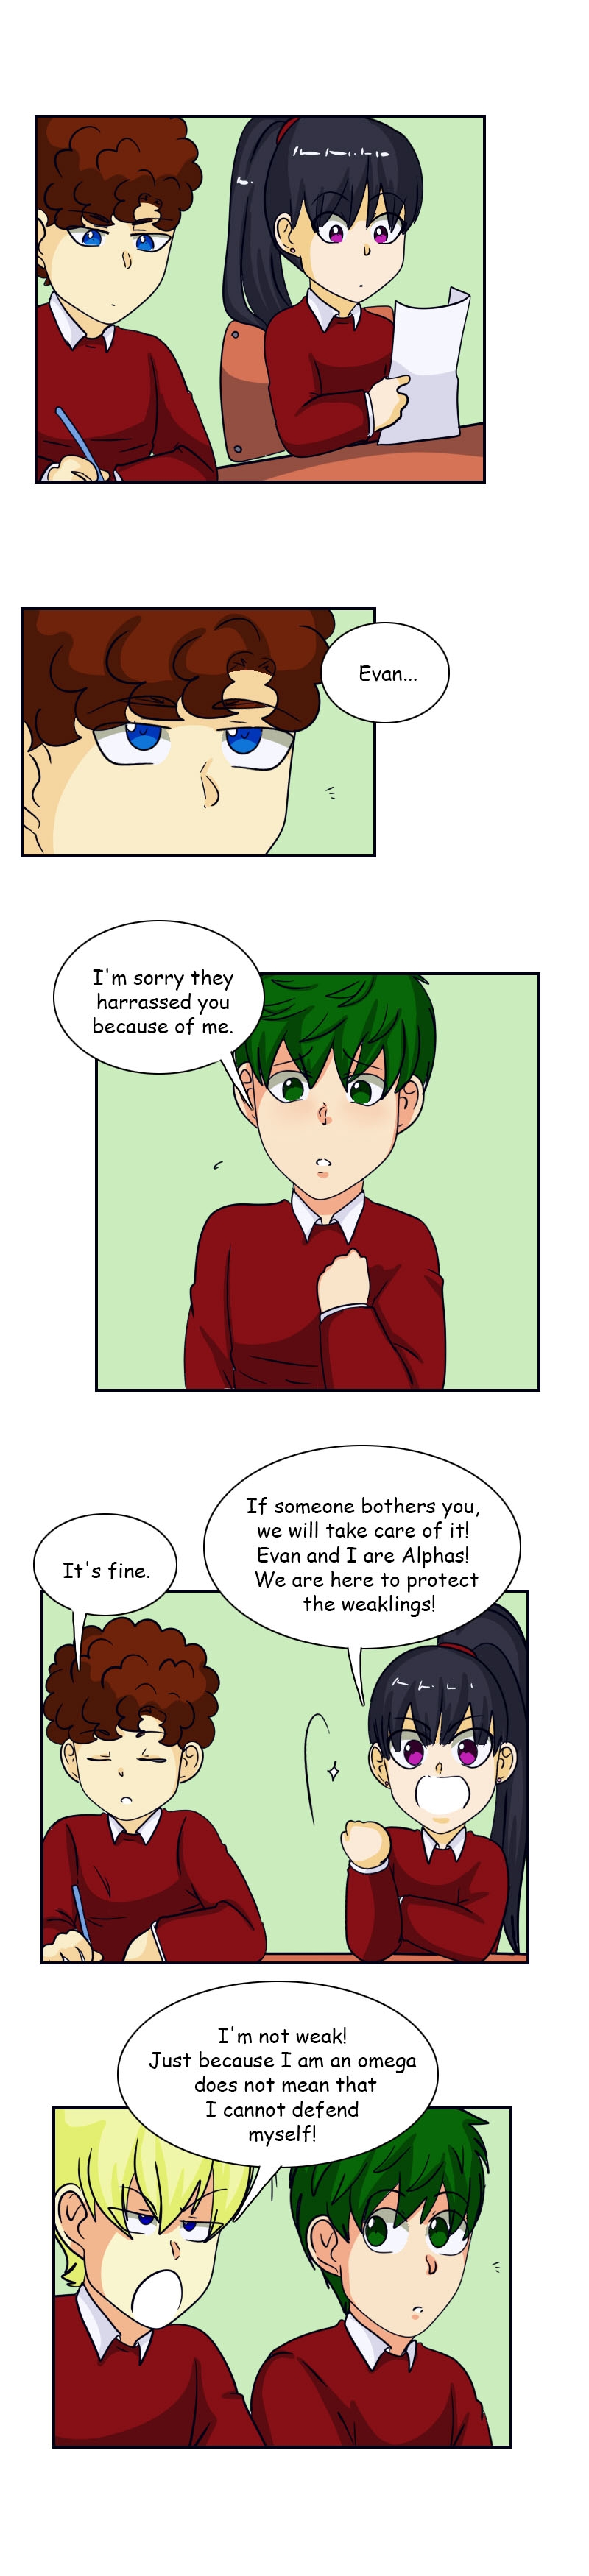 Evan...
I'm sorry they
harrassed you
because of me.
It's fine.
If someone bothers you,
we will take care of it!
Evan and I are Alphas!
We are here to protect
the weaklings!
I'm not weak!
Just because I am an omega
does not mean that
I cannot defend
myself!